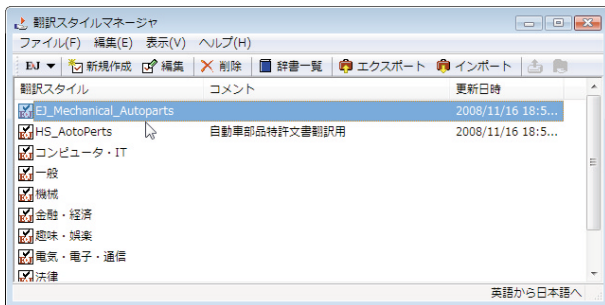 翻訳スタイルマネージャ
ファイル(F) 編集(E) 表示(V) ヘルプ(H)
EJ ▼ 新規作成 編集 削除 辞書一覧 エクスポート インポート
翻訳スタイル コメント 更新日時
EJ_Mechanical_Autoparts 2008/11/16 18:5...
HS_AutoPerts 自動車部品特許文書翻訳用 2008/11/16 18:5...
コンピュータ・IT
一般
機械
金融・経済
趣味・娯楽
電気・電子・通信
法律
英語から日本語へ